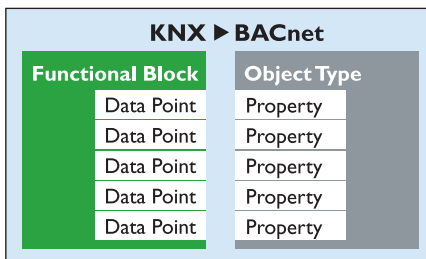 KNX ▶ BACnet
Functional Block Object Type
Data Point Property
Data Point Property
Data Point Property
Data Point Property
Data Point Property